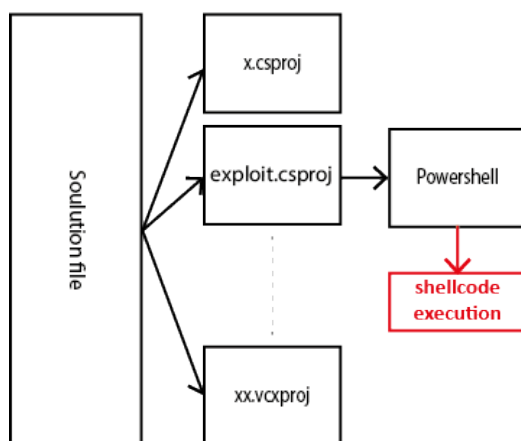 Soulution file
x.csproj
exploit.csproj
Powershell
shellcode
execution
xx.vcxproj